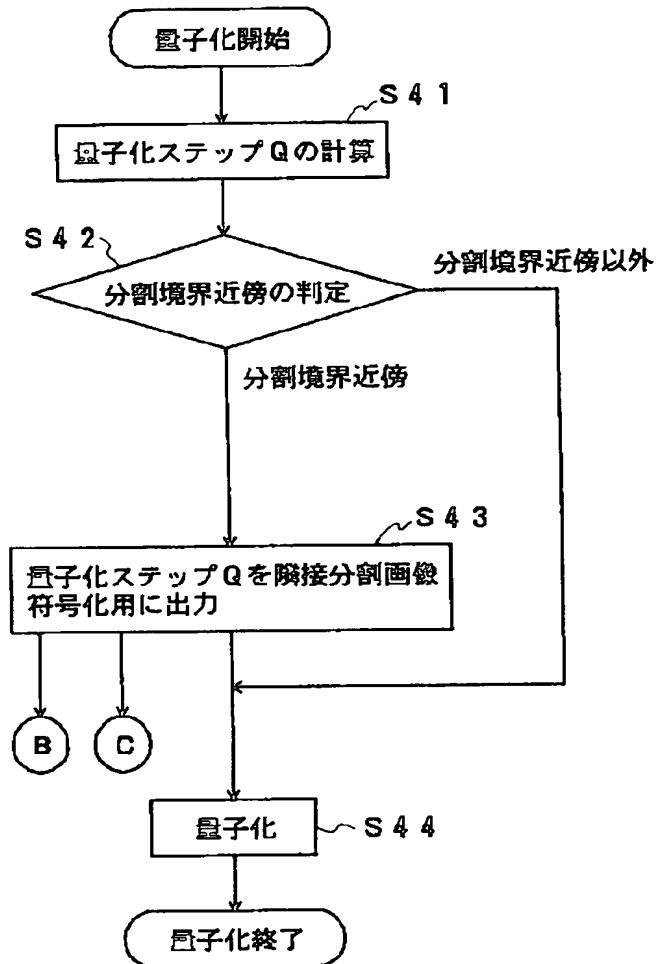 量子化開始
S41
量子化ステップQの計算
S42
分割境界近傍の判定
分割境界近傍以外
分割境界近傍
S43
量子化ステップQを隣接分割画像
符号化用に出力
B
C
量子化
S44
量子化終了